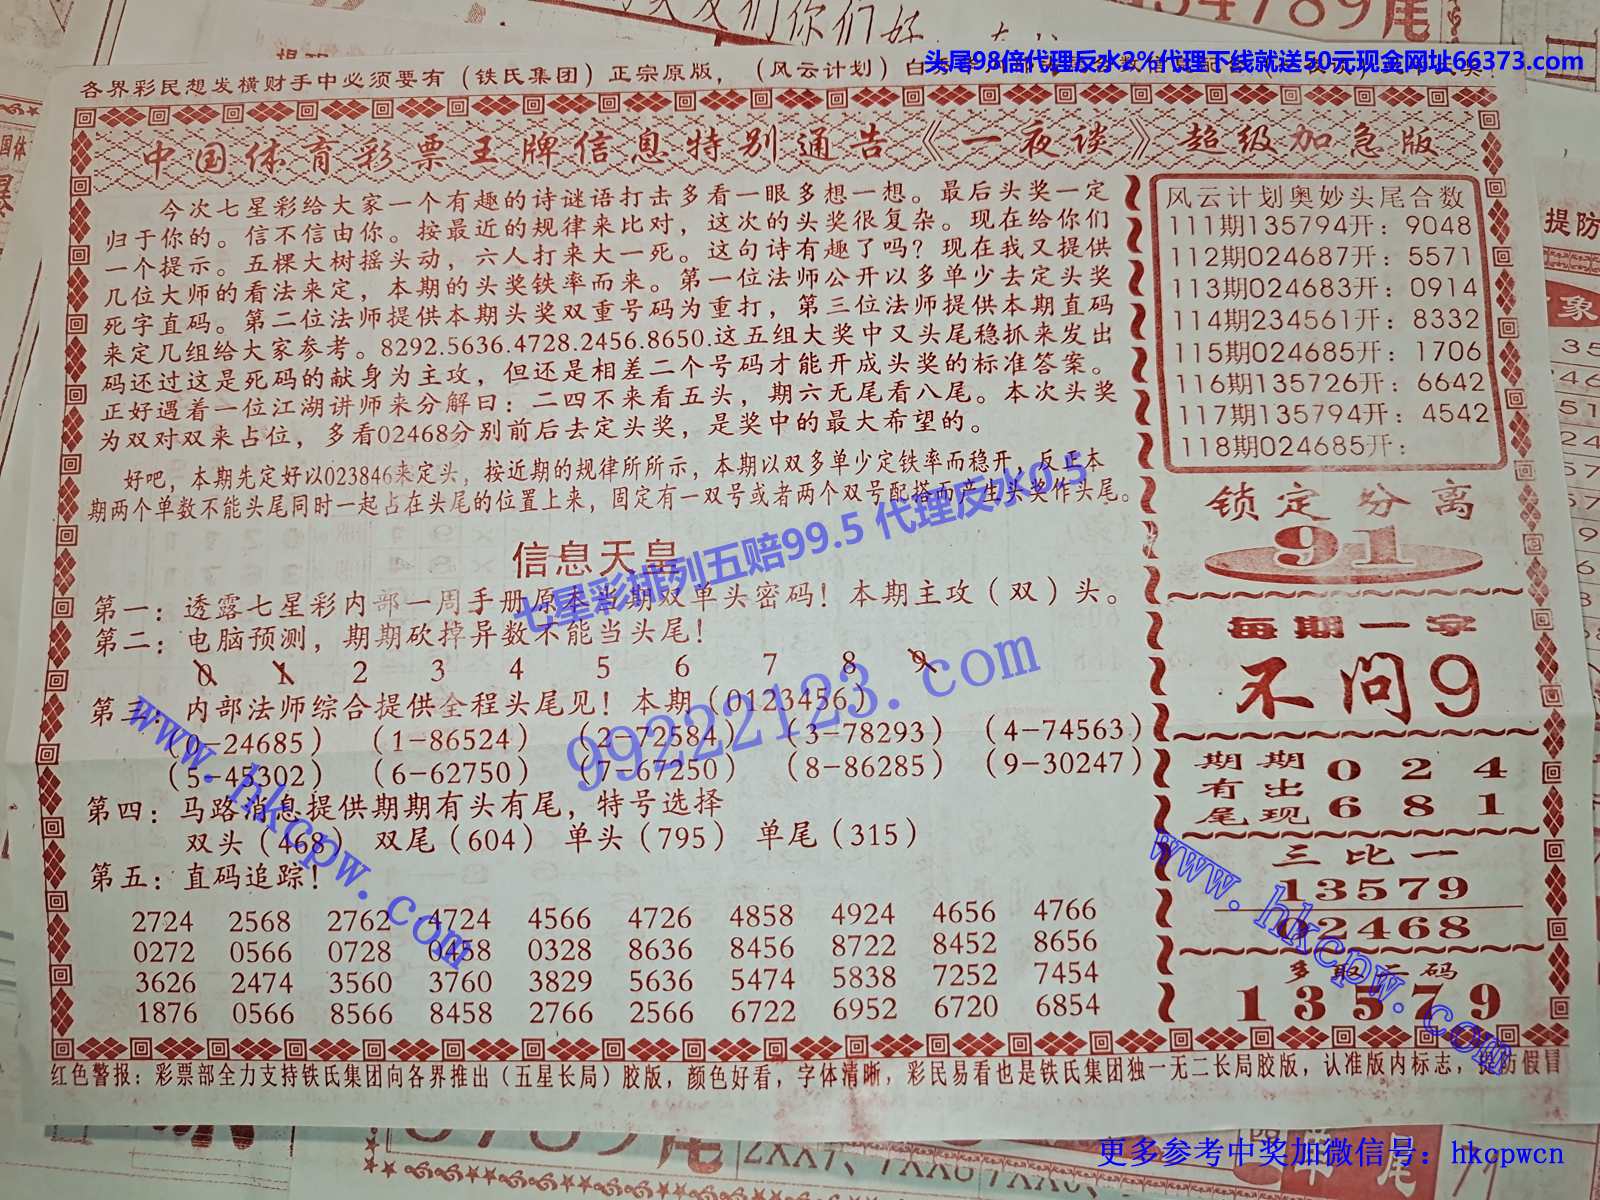 们你们好
头尾98倍代理反水2%代理下线就送50元现金网址66373.com
各界彩民想发横财手中必须要有（铁氏集团）正宗原版，（风云计划）白
中国体育彩票王牌信息特别通告《一夜谈》超级加急版
今次七星彩给大家一个有趣的诗谜语打击多看一眼多想一想。最后头奖一定
归于你的。信不信由你。按最近的规律来比对，这次的头奖很复杂。现在给你们
一个提示。五棵大树摇头动，六人打来大一死。这句诗有趣了吗？现在我又提供
几位大师的看法来定，本期的头奖铁率而来。第一位法师公开以多单少去定头奖
死字直码。第二位法师提供本期头奖双重号码为重打，第三位法师提供本期直码
来定几组给大家参考。8292.5636.4728.2456.8650.这五组大奖中又头尾稳抓来发出
码还过这是死码的献身为主攻，但还是相差二个号码才能开成头奖的标准答案。
正好遇着一位江湖讲师来分解曰：二四不来看五头，期六无尾看八尾。本次头奖
为双对双来占位，多看02468分别前后去定头奖，是奖中的最大希望的。
好吧，本期先定好以023846来定头，按近期的规律所所示，本期以双多单少定铁率而稳开，反正本
期两个单数不能头尾同时一起占在头尾的位置上来，固定有一双号或者两个双号配搭而产生头奖作头尾。
信息天皇
七星彩排列五赔99.5 代理反水0.5
第一：透露七星彩内部一周手册原本当期双单头密码！本期主攻（双）头。
第二：电脑预测，期期砍掉异数不能当头尾！
0 1 2 3 4 5 6 7 8 9
第三：内部法师综合提供全程头尾见！本期（0123456）
（0-24685） （1-86524） （2-72584） （3-78293） （4-74563）
（5-45302） （6-62750） （7-67250） （8-86285） （9-30247）
99222123.com
www.hkcpw.com
第四：马路消息提供期期有头有尾，特号选择
双头（468） 双尾（604） 单头（795） 单尾（315）
第五：直码追踪！
2724 2568 2762 4724 4566 4726 4858 4924 4656 4766
0272 0566 0728 0458 0328 8636 8456 8722 8452 8656
3626 2474 3560 3760 3829 5636 5474 5838 7252 7454
1876 0566 8566 8458 2766 2566 6722 6952 6720 6854
风云计划奥妙头尾合数
111期135794开：9048
112期024687开：5571
113期024683开：0914
114期234561开：8332
115期024685开：1706
116期135726开：6642
117期135794开：4542
118期024685开：
锁定分离
91
每期一字
不问9
期期 0 2 4
有出
尾现 6 8 1
三比一
13579
02468
www.hkcpw.com
多取二码
13579
红色警报：彩票部全力支持铁氏集团向各界推出（五星长局）胶版，颜色好看，字体清晰，彩民易看也是铁氏集团独一无二长局胶版，认准版内标志，提防假冒
更多参考中奖加微信号：hkcpwcn
提防